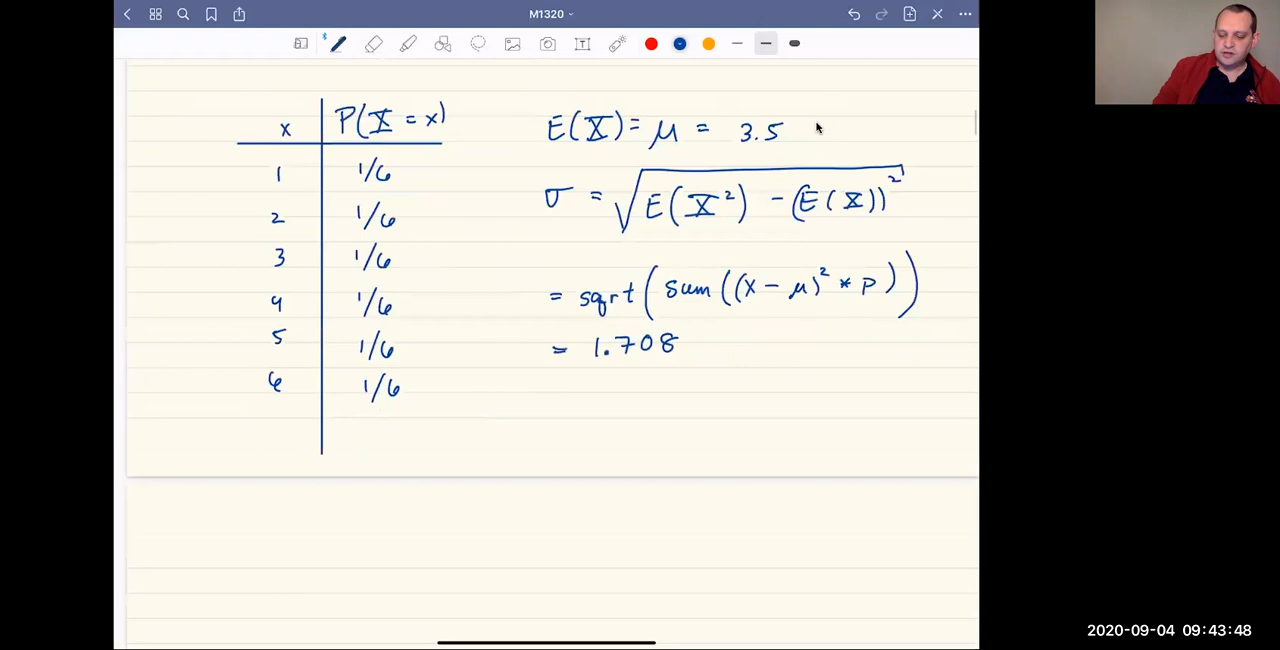 M1320
x P(X = x)
1 1/6
2 1/6
3 1/6
4 1/6
5 1/6
6 1/6
E(X) = μ = 3.5
σ = √(E(X²) - (E(X))²)
= sqrt(sum((x - μ)² * p))
= 1.708
2020-09-04 09:43:48